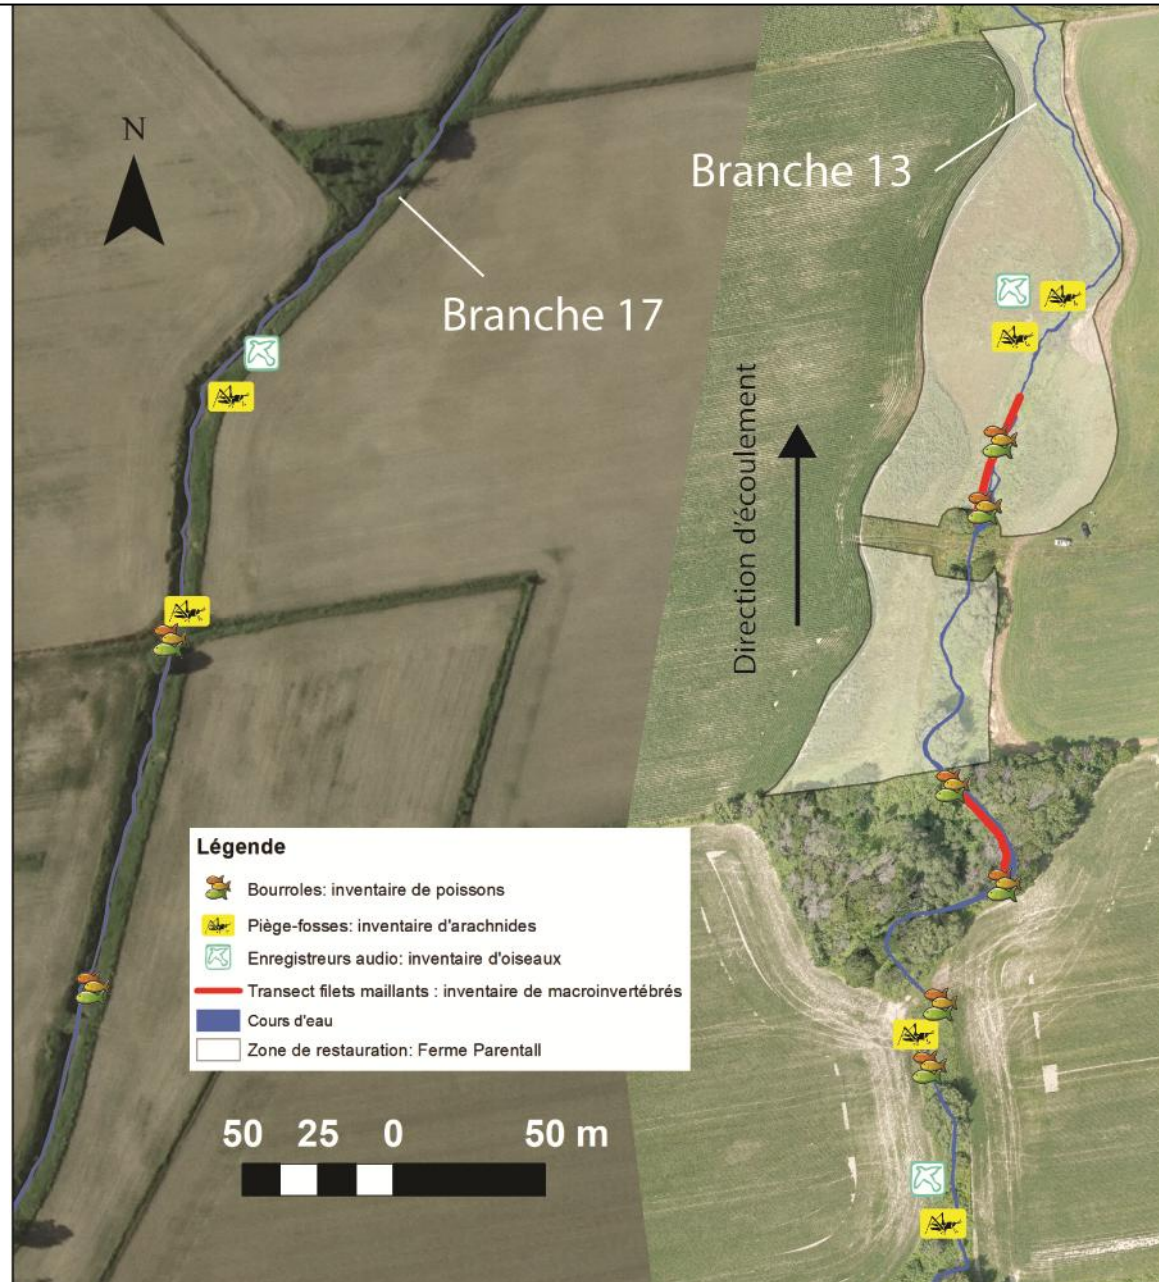 N
Branche 13
Branche 17
Direction d'écoulement
Légende
Bourroles: inventaire de poissons
Piège-fosses: inventaire d'arachnides
Enregistreurs audio: inventaire d'oiseaux
Transect filets maillants : inventaire de macroinvertébrés
Cours d'eau
Zone de restauration: Ferme Parentall
50 25 0 50 m